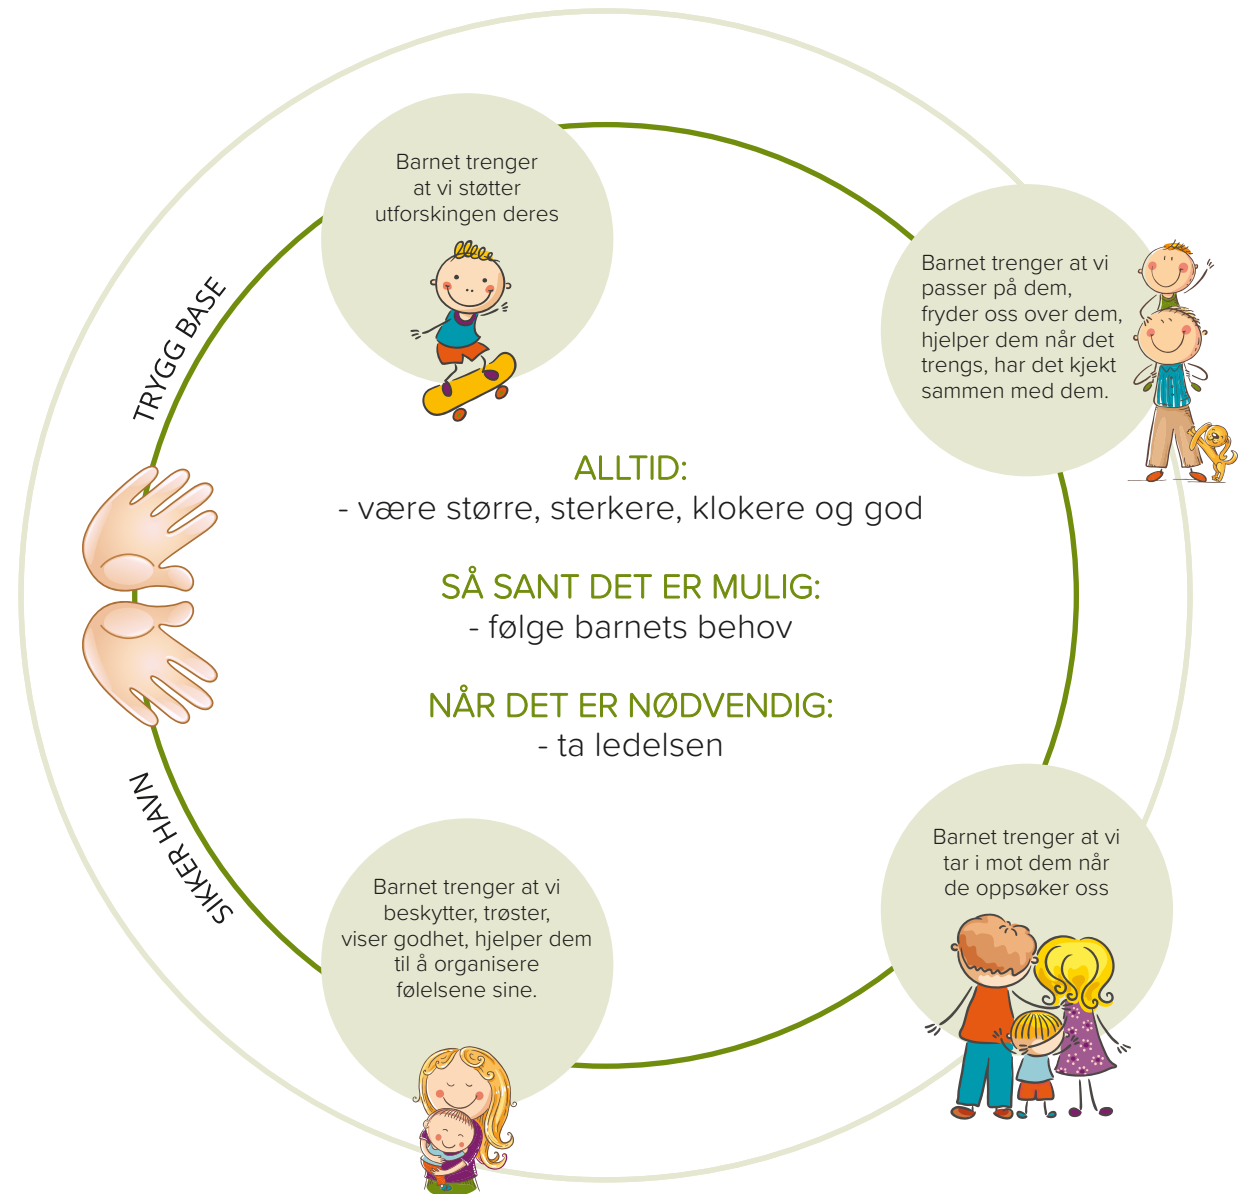 Barnet trenger
at vi støtter
utforskingen deres
TRYGG BASE
Barnet trenger at vi
passer på dem,
fryder oss over dem,
hjelper dem når det
trengs, har det kjekt
sammen med dem.
ALLTID:
- være større, sterkere, klokere og god
SÅ SANT DET ER MULIG:
- følge barnets behov
NÅR DET ER NØDVENDIG:
- ta ledelsen
SIKKER HAVN
Barnet trenger at vi
beskytter, trøster,
viser godhet, hjelper dem
til å organisere
følelsene sine.
Barnet trenger at vi
tar i mot dem når
de oppsøker oss